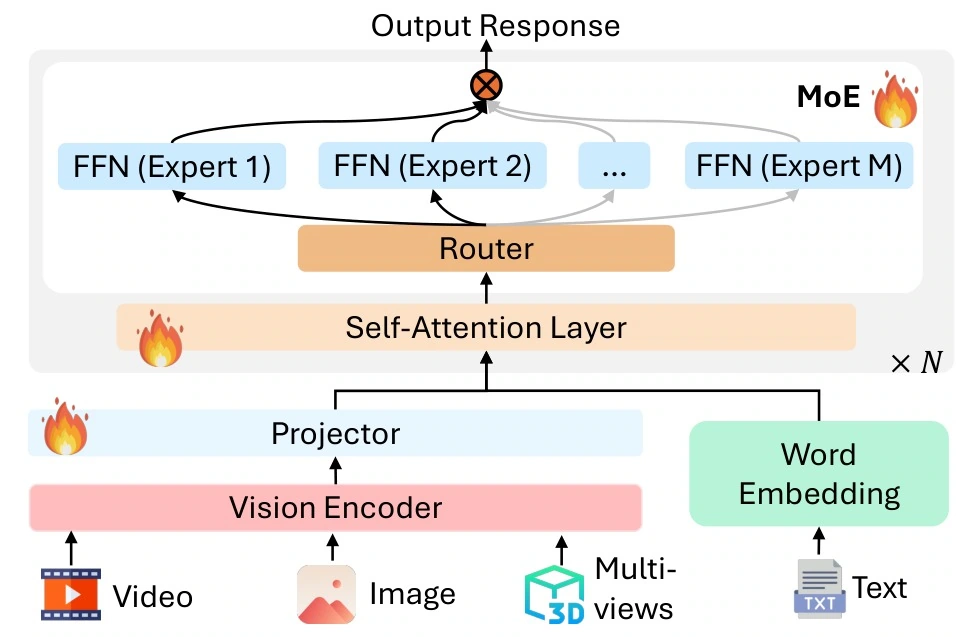 Output Response
MoE
FFN (Expert 1)
FFN (Expert 2)
...
FFN (Expert M)
Router
Self-Attention Layer
× N
Projector
Word
Embedding
Vision Encoder
Video
Image
3D
Multi-
views
TXT
Text